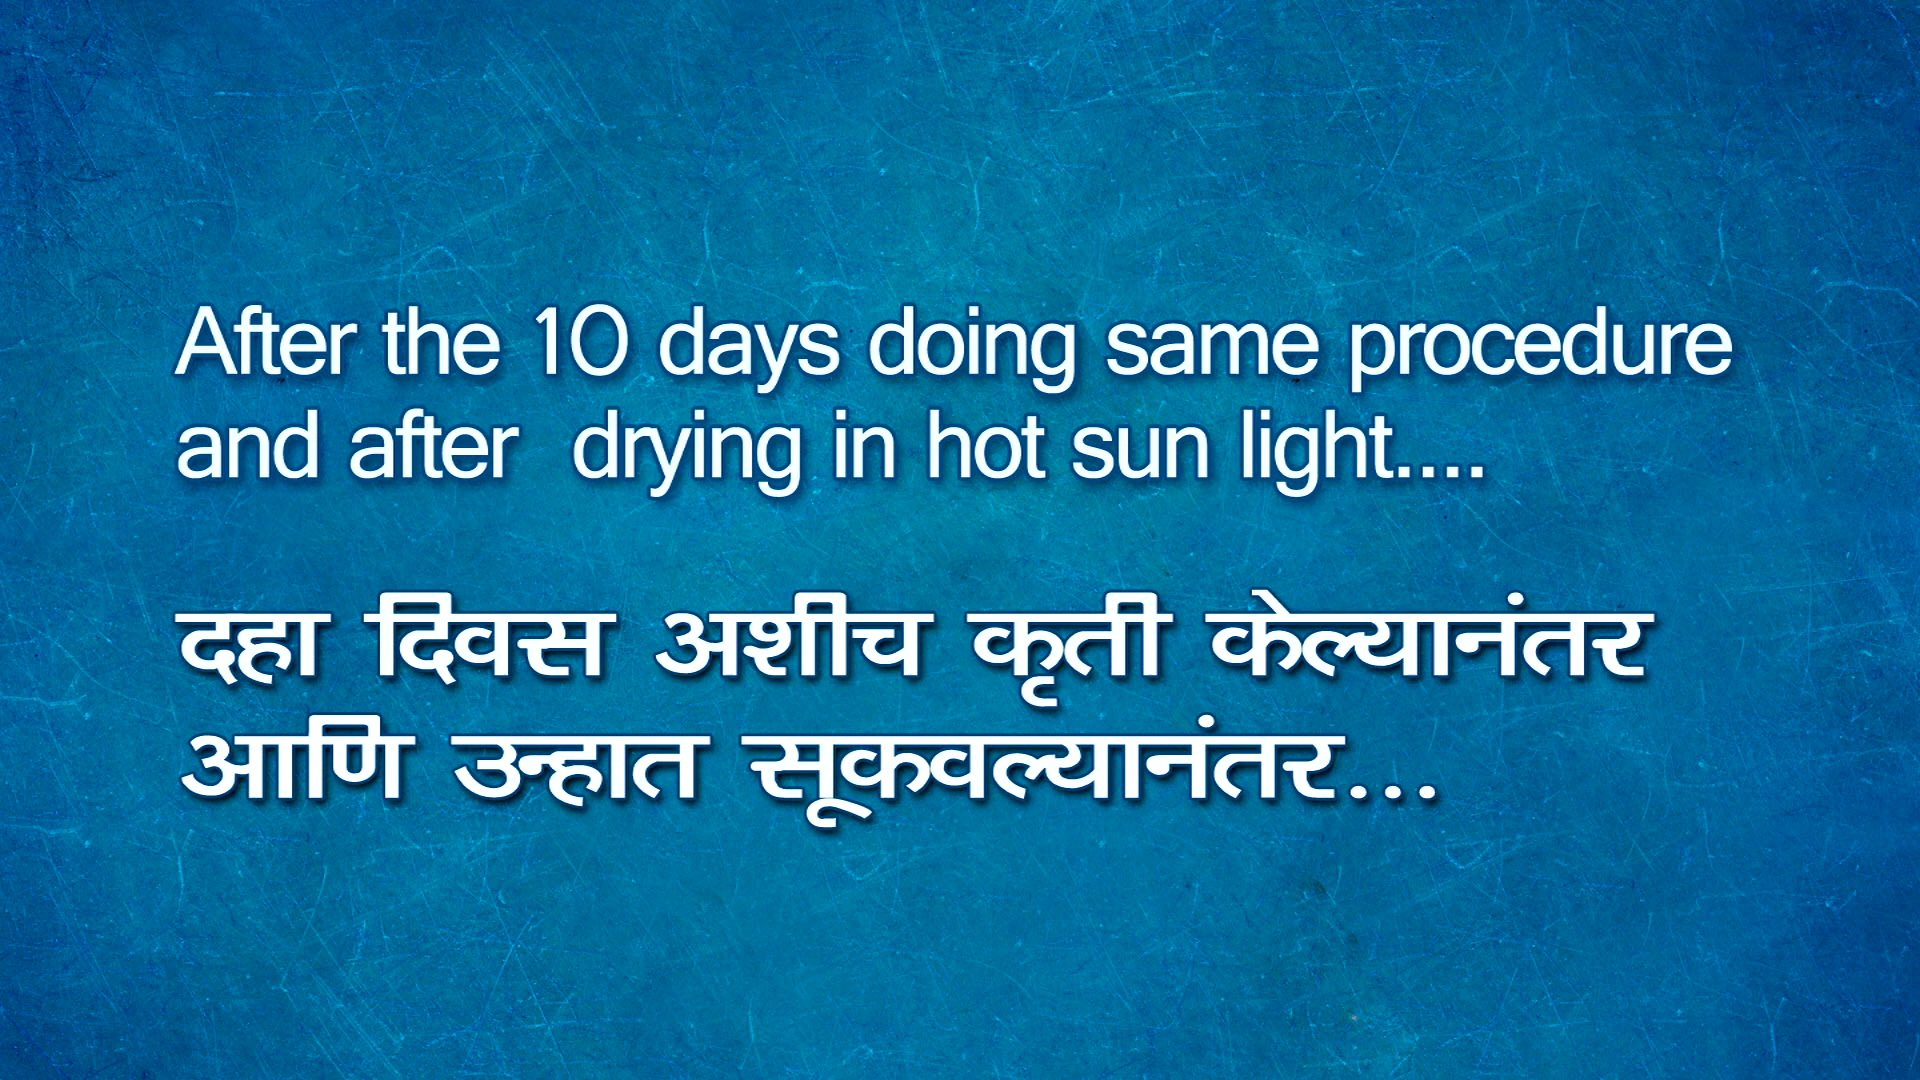 After the 10 days doing same procedure
and after  drying in hot sun light....
दहा दिवस अशीच कृती केल्यानंतर
आणि उन्हात सूकवल्यानंतर...